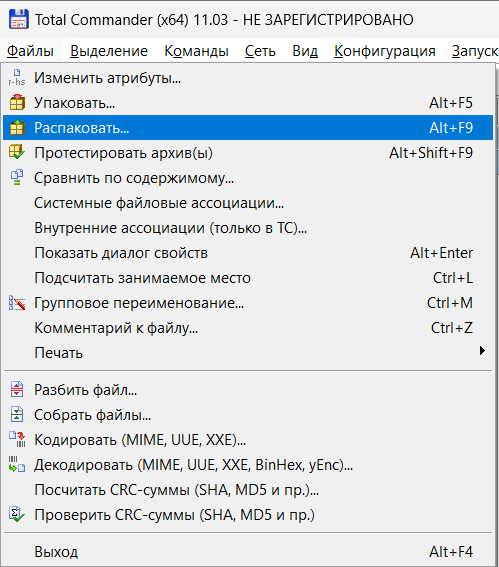 Total Commander (x64) 11.03 - НЕ ЗАРЕГИСТРИРОВАНО
Файлы Выделение Команды Сеть Вид Конфигурация Запуск
r-hs Изменить атрибуты...
Упаковать... Alt+F5
Распаковать... Alt+F9
Протестировать архив(ы) Alt+Shift+F9
Сравнить по содержимому...
Системные файловые ассоциации...
Внутренние ассоциации (только в TC)...
Показать диалог свойств Alt+Enter
Подсчитать занимаемое место Ctrl+L
Групповое переименование... Ctrl+M
Комментарий к файлу... Ctrl+Z
Печать
Разбить файл...
Собрать файлы...
Кодировать (MIME, UUE, XXE)...
Декодировать (MIME, UUE, XXE, BinHex, yEnc)...
Посчитать CRC-суммы (SHA, MD5 и пр.)...
Проверить CRC-суммы (SHA, MD5 и пр.)
Выход Alt+F4